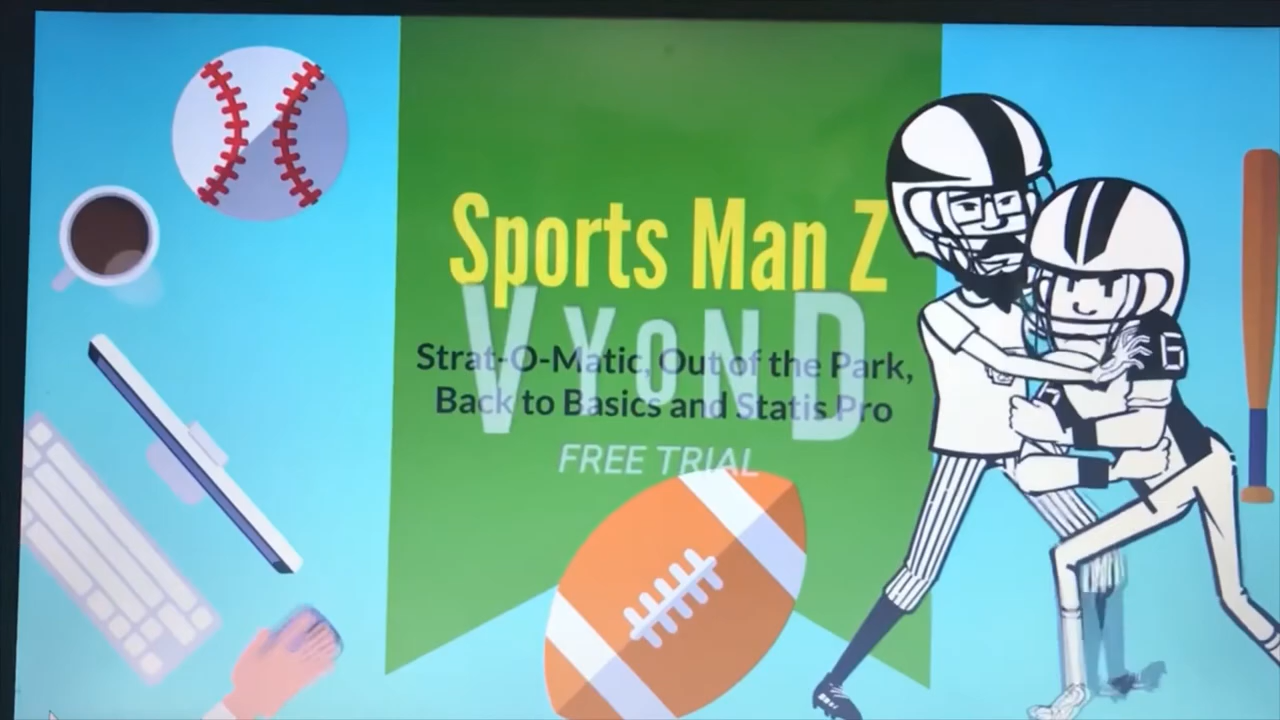 Sports Man Z
VYOND
Strat-O-Matic, Out of the Park,
Back to Basics and Statis Pro
FREE TRIAL
6